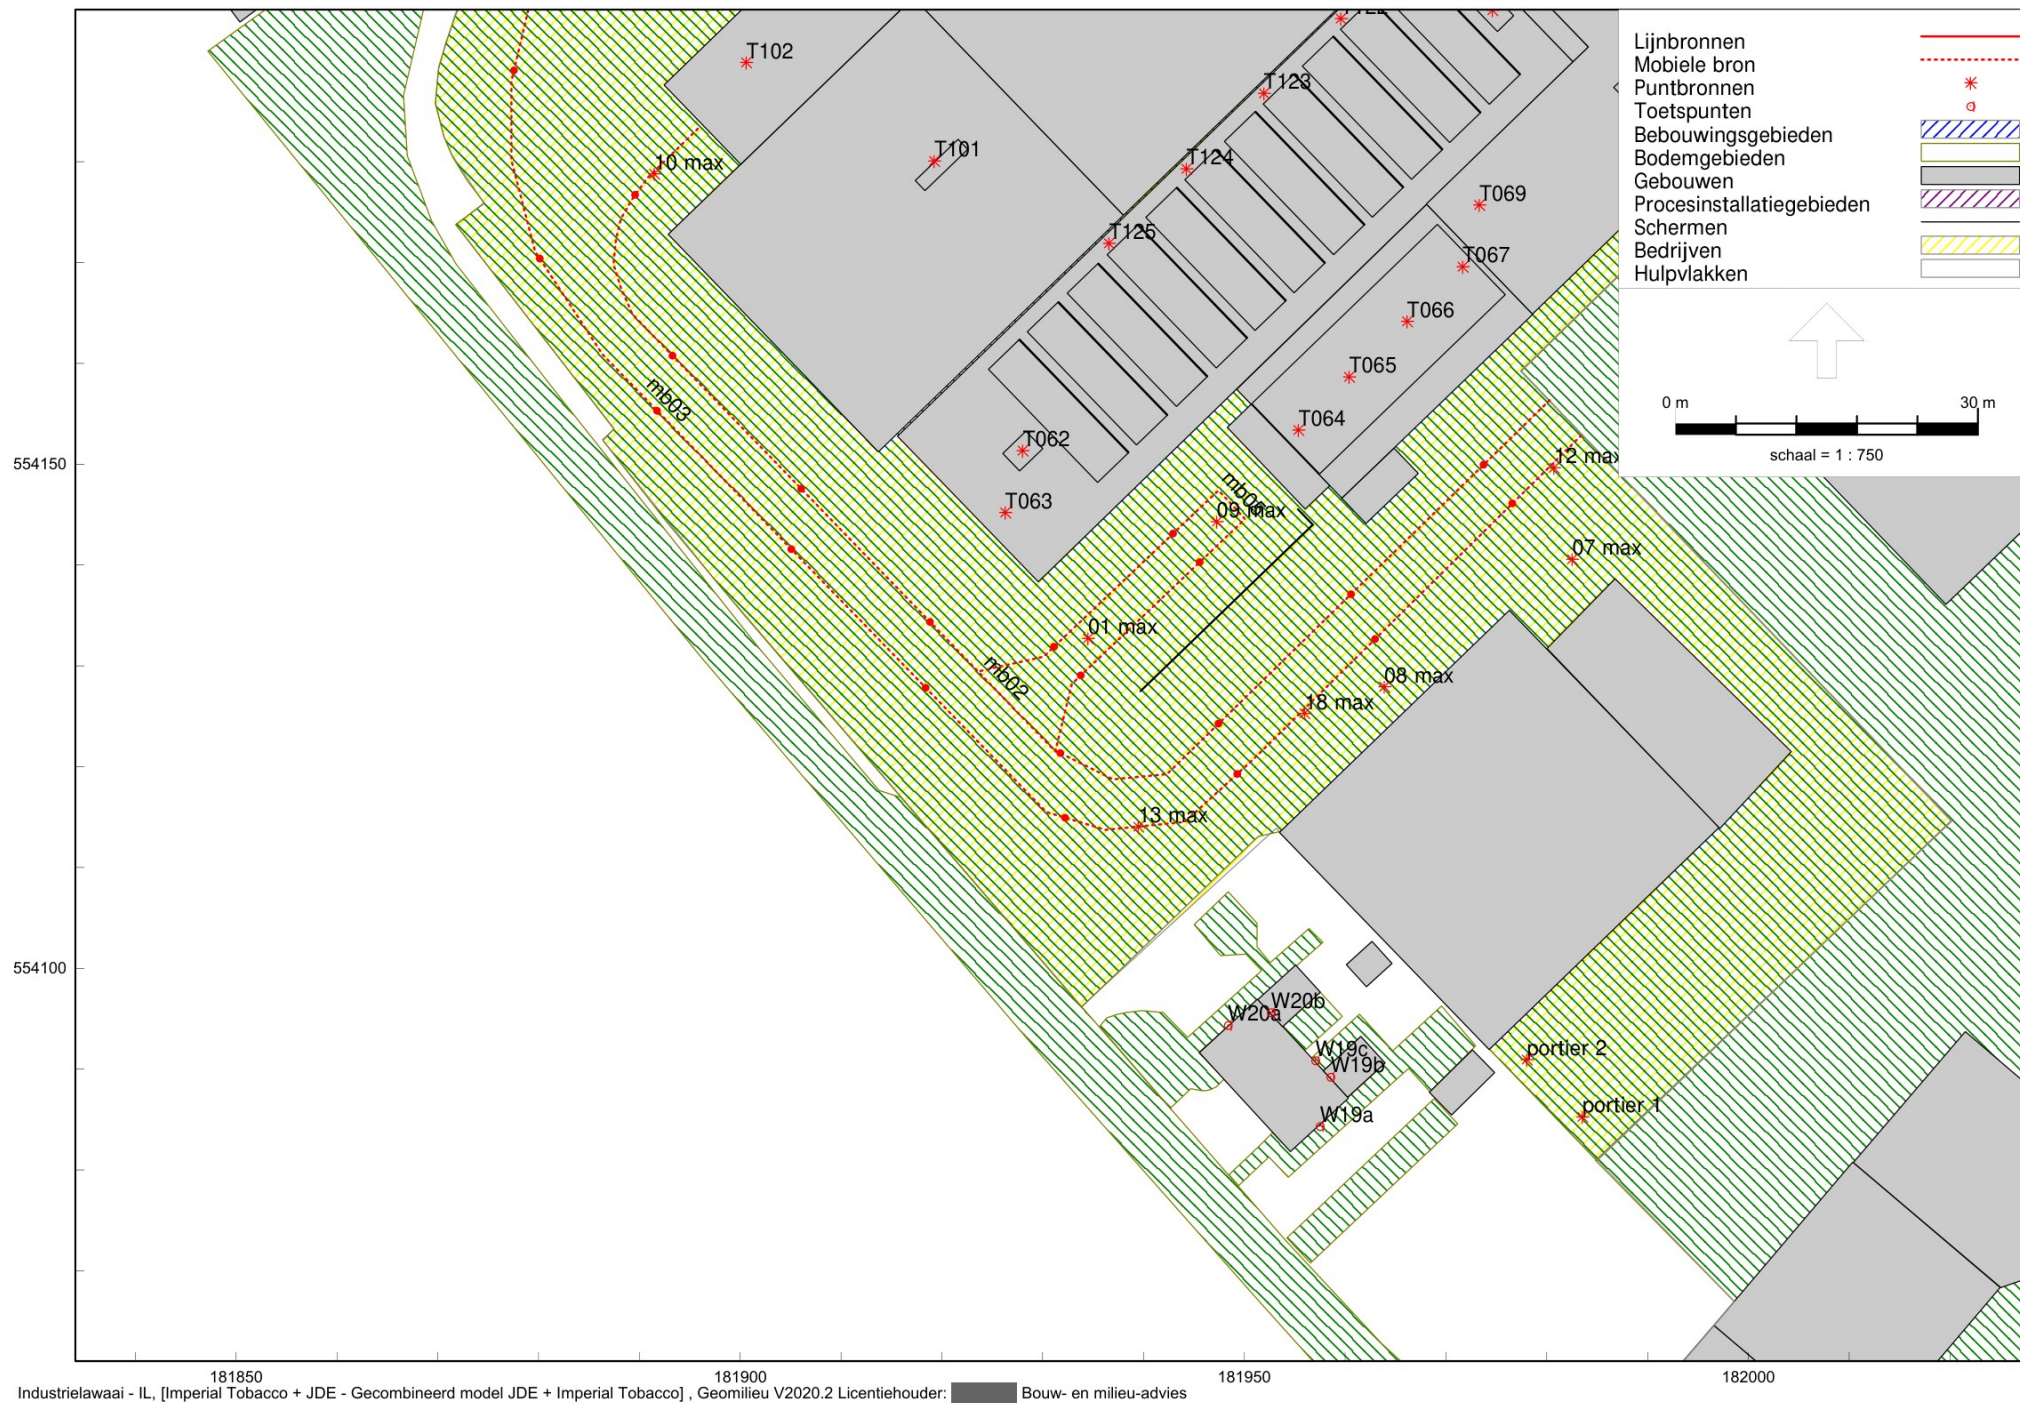 T122
Lijnbronnen
Mobiele bron
Puntbronnen
Toetspunten
Bebouwingsgebieden
Bodemgebieden
Gebouwen
Procesinstallatiegebieden
Schermen
Bedrijven
Hulpvlakken
0 m 30 m
schaal = 1 : 750
T102
T123
T101
10 max
T124
T069
T125
T067
T066
T065
mb03
T064
T062
12 max
554150
T063
09 max
07 max
01 max
mb02
08 max
18 max
13 max
554100
W20b
W20a
W19c
W19b
portier 2
portier 1
W19a
181850 181900 181950 182000
Industrielawaai - IL, [Imperial Tobacco + JDE - Gecombineerd model JDE + Imperial Tobacco] , Geomilieu V2020.2 Licentiehouder: Bouw- en milieu-advies